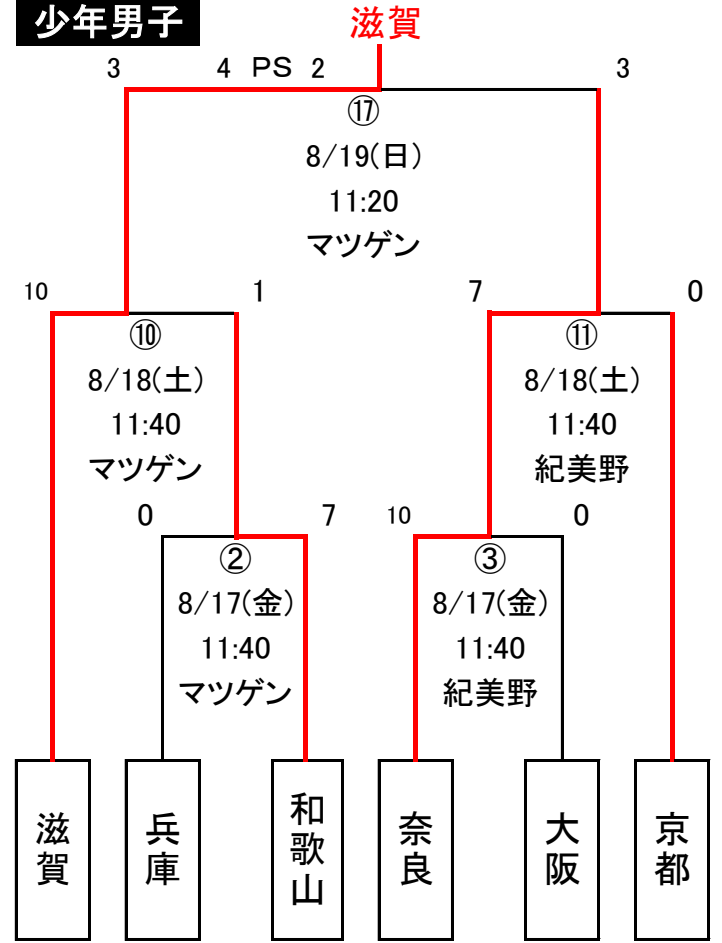 少年男子
滋賀
3 4 PS 2 3
⑰
8/19(日)
11:20
マツゲン
10 1 7 0
⑩ ⑪
8/18(土) 8/18(土)
11:40 11:40
マツゲン 紀美野
0 7 10 0
② ③
8/17(金) 8/17(金)
11:40 11:40
マツゲン 紀美野
滋賀
兵庫
和歌山
奈良
大阪
京都